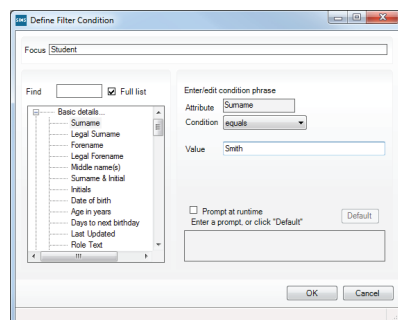 SIMS Define Filter Condition
Focus Student
Find Full list
Basic details...
Surname
Legal Surname
Forename
Legal Forename
Middle name(s)
Surname & Initial
Initials
Date of birth
Age in years
Days to next birthday
Last Updated
Role Text
Enter/edit condition phrase
Attribute Surname
Condition equals
Value Smith
Prompt at runtime
Enter a prompt, or click "Default"
Default
OK Cancel